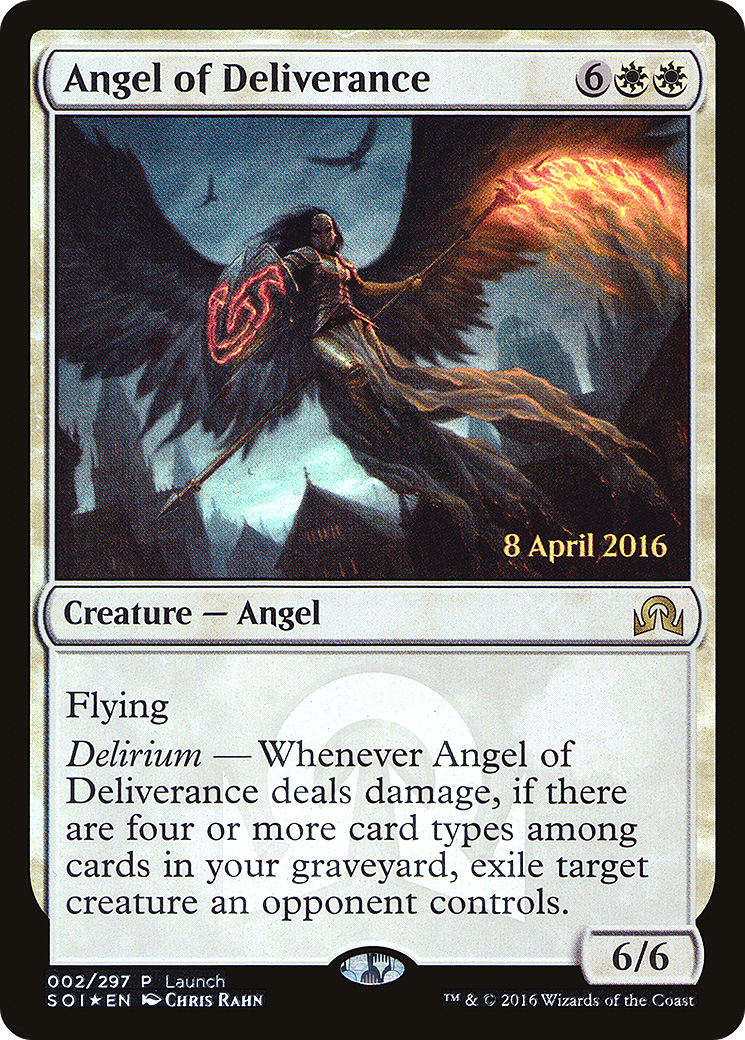 Angel of Deliverance 6
8 April 2016
Creature — Angel
Flying
Delirium — Whenever Angel of
Deliverance deals damage, if there
are four or more card types among
cards in your graveyard, exile target
creature an opponent controls.
6/6
002/297 P Launch
SOI★EN Chris Rahn
™ & © 2016 Wizards of the Coast